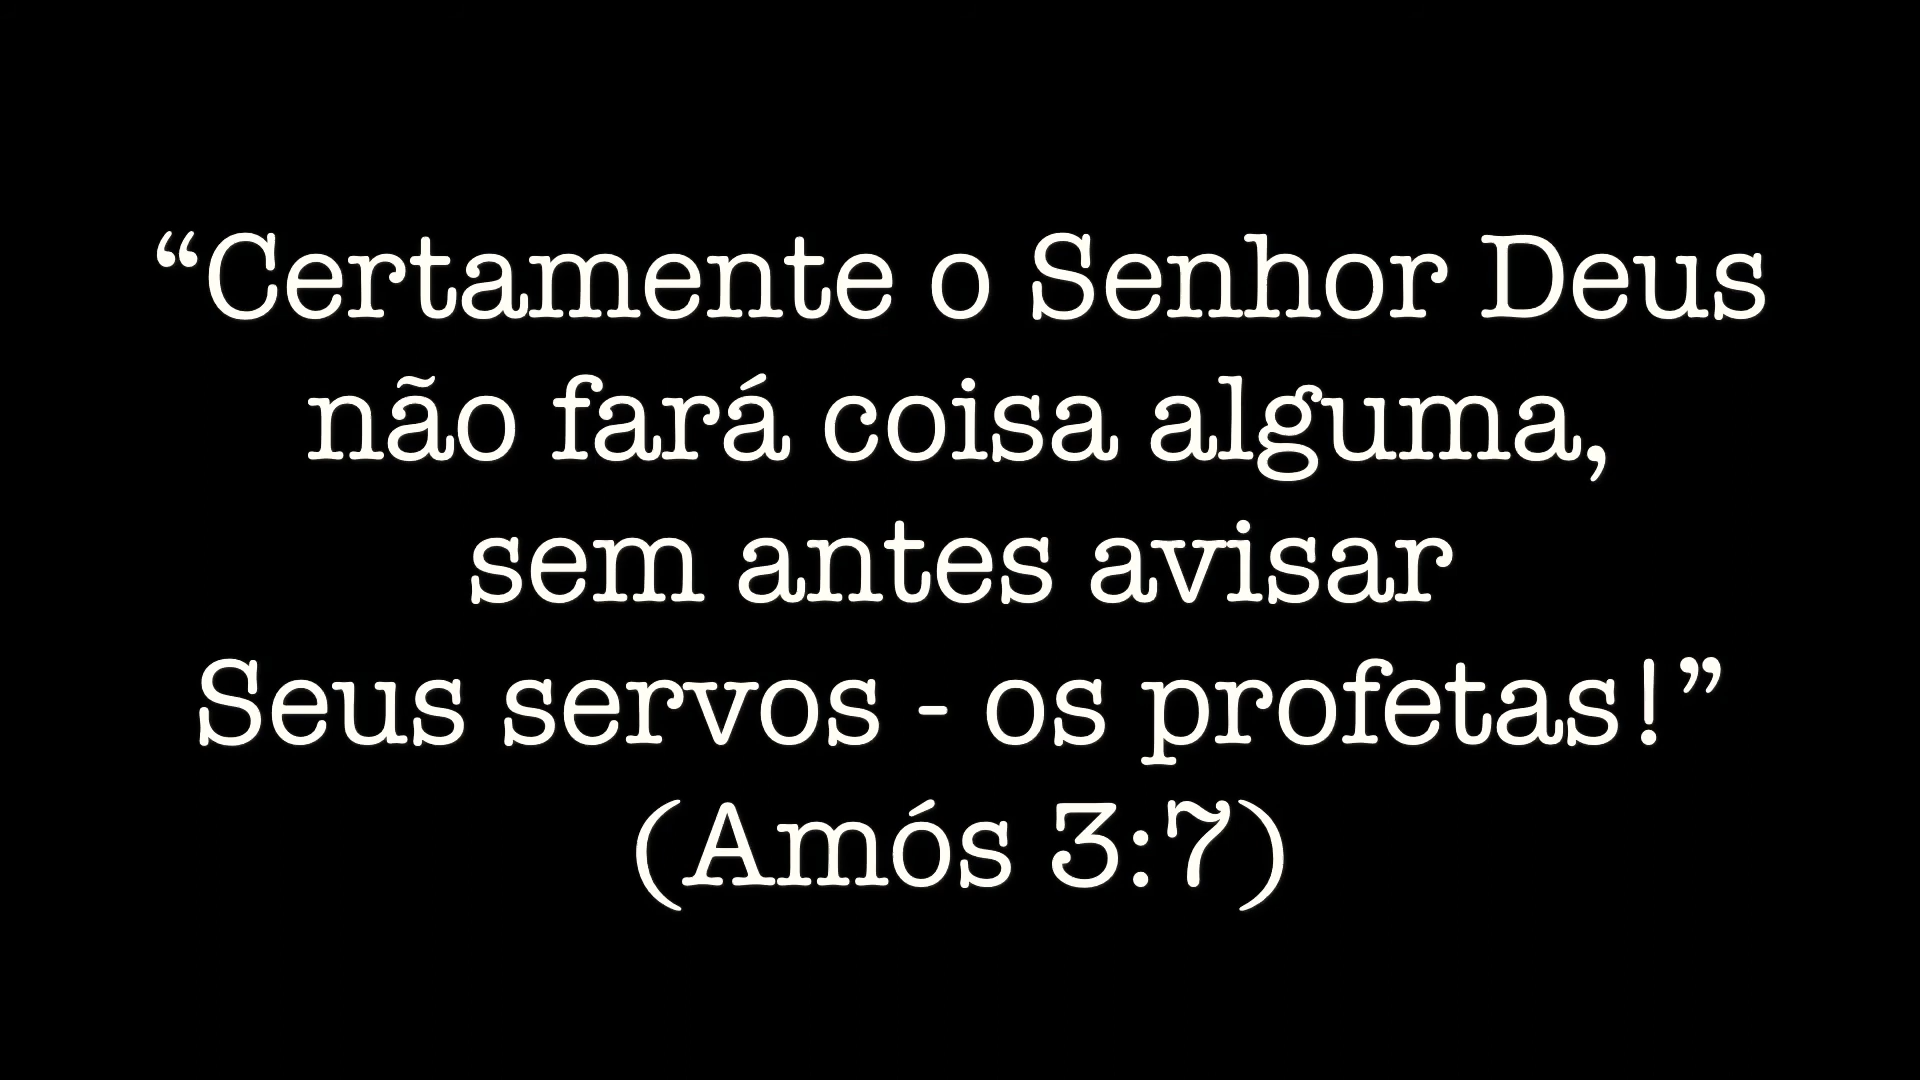 “Certamente o Senhor Deus
não fará coisa alguma,
sem antes avisar
Seus servos - os profetas!”
(Amós 3:7)